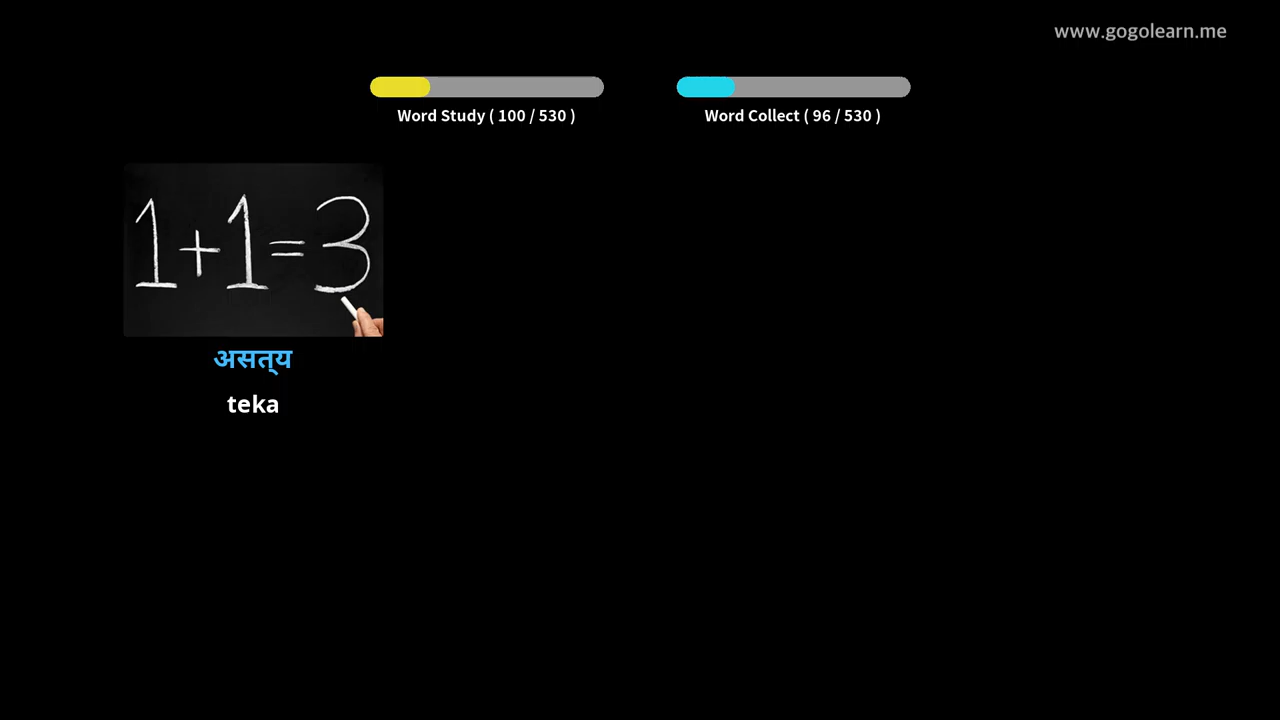 www.gogolearn.me
Word Study ( 100 / 530 )
Word Collect ( 96 / 530 )
1+1=3
असत्य
teka